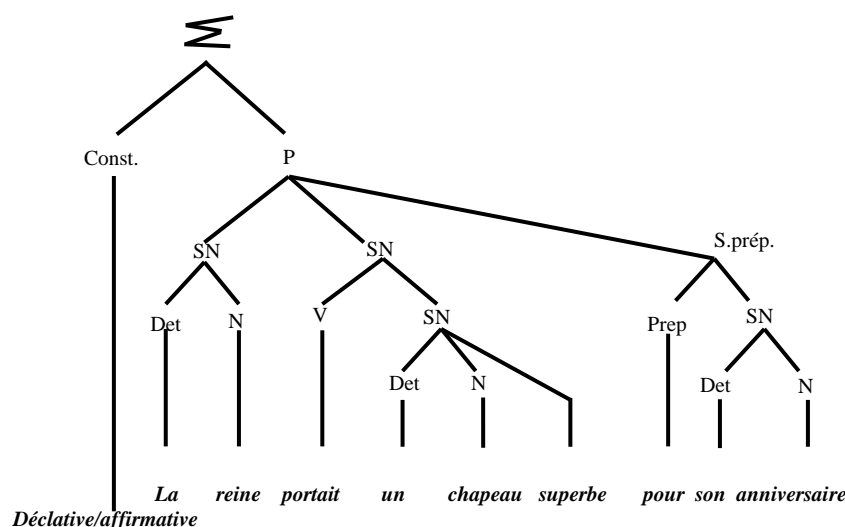 Σ
Const. P
SN SN S.prép.
Det N V SN Prep SN
Det N Det N
La reine portait un chapeau superbe pour son anniversaire
Déclative/affirmative